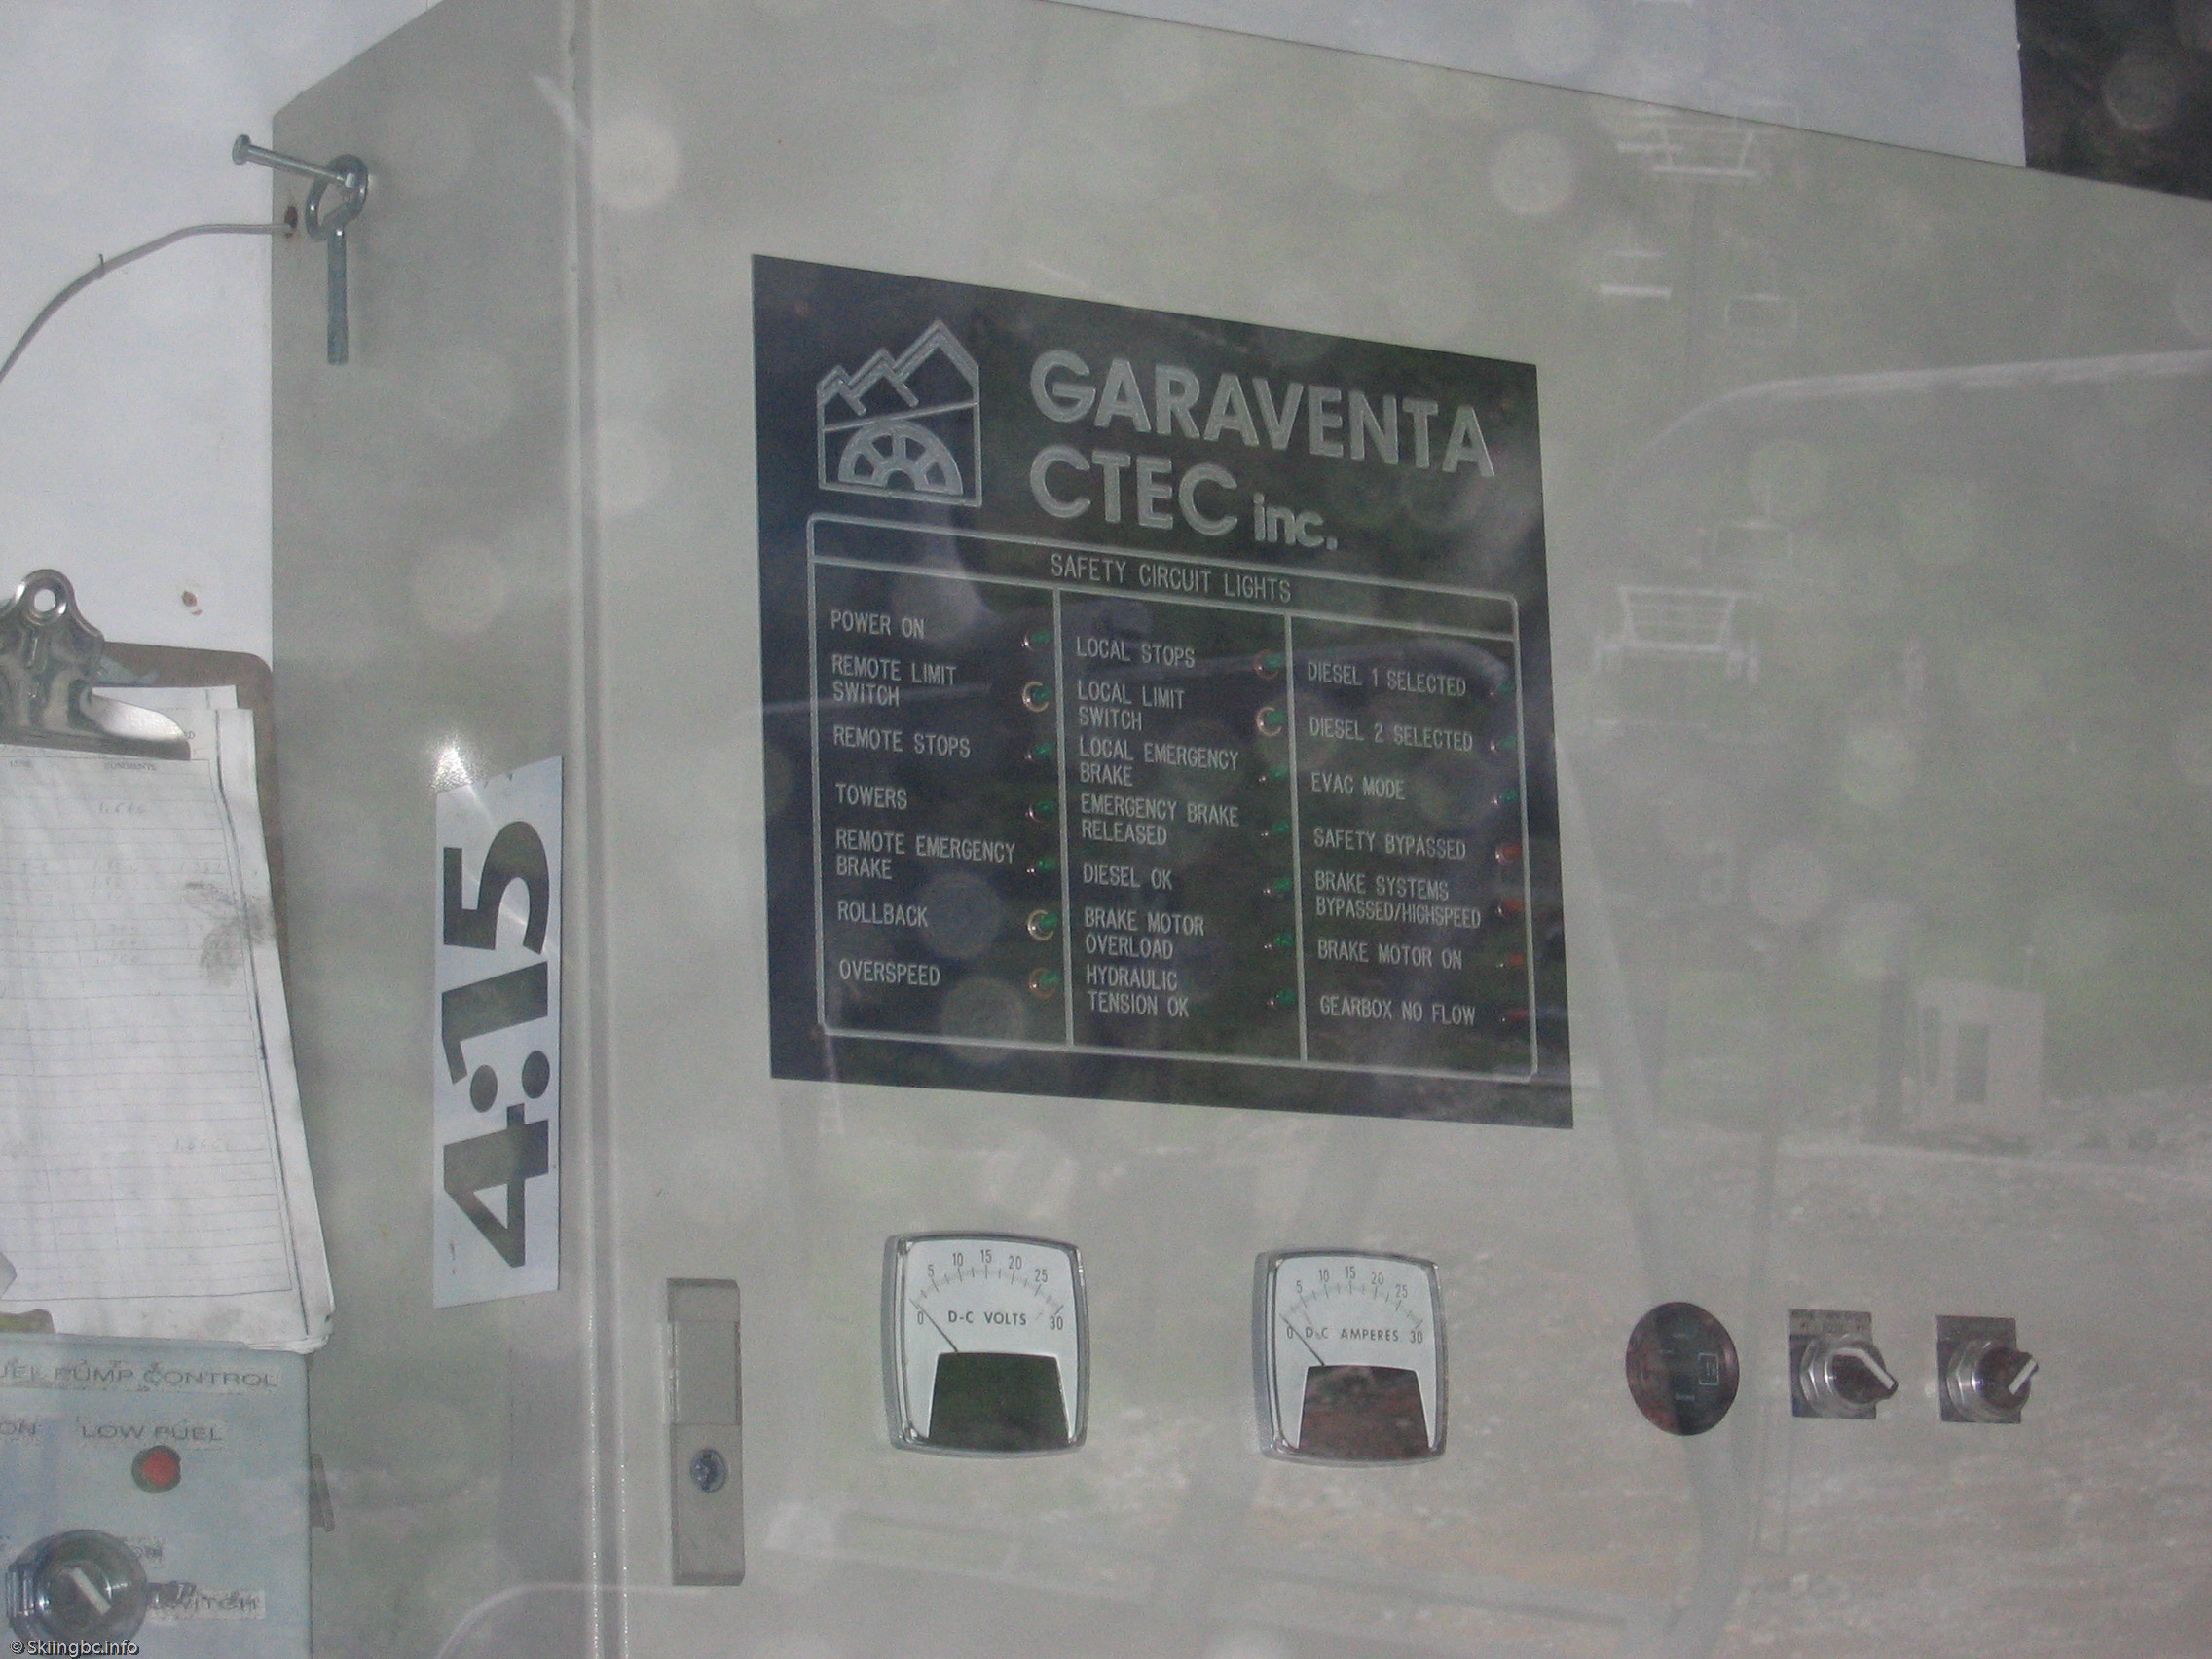 GARAVENTA
CTEC inc.
SAFETY CIRCUIT LIGHTS
POWER ON
REMOTE LIMIT
SWITCH
REMOTE STOPS
TOWERS
REMOTE EMERGENCY
BRAKE
ROLLBACK
OVERSPEED
LOCAL STOPS
LOCAL LIMIT
SWITCH
LOCAL EMERGENCY
BRAKE
EMERGENCY BRAKE
RELEASED
DIESEL OK
BRAKE MOTOR
OVERLOAD
HYDRAULIC
TENSION OK
DIESEL 1 SELECTED
DIESEL 2 SELECTED
EVAC MODE
SAFETY BYPASSED
BRAKE SYSTEMS
BYPASSED/HIGHSPEED
BRAKE MOTOR ON
GEARBOX NO FLOW
4:15
COMMENTS
0 5 10 15 20 25 30
D-C VOLTS
0 5 10 15 20 25 30
D-C AMPERES
PUMP CONTROL
ON LOW FUEL
© Skiingbc.info